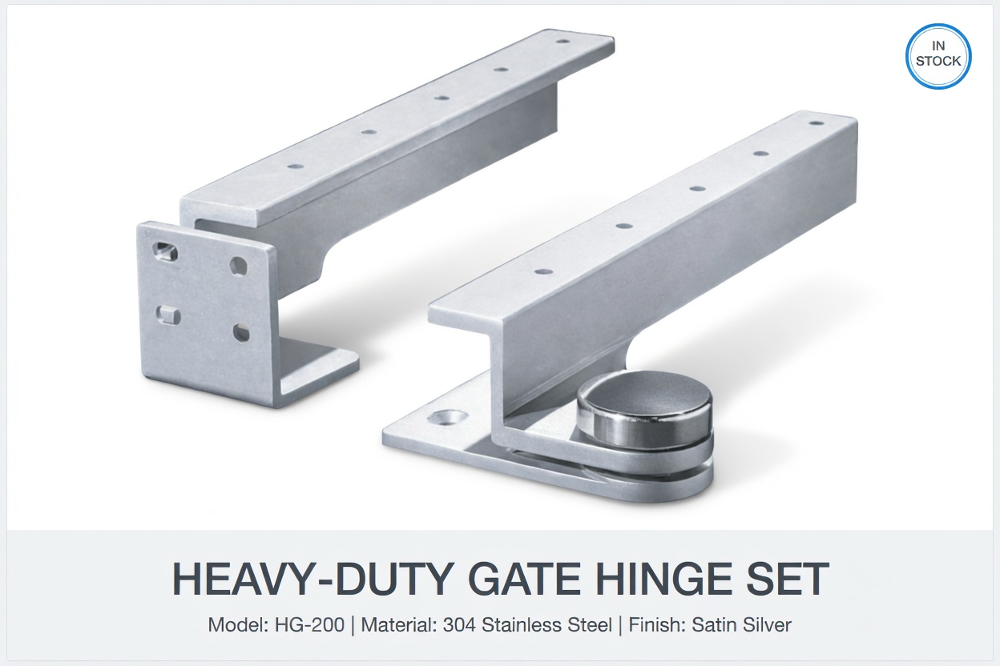 IN
STOCK
HEAVY-DUTY GATE HINGE SET
Model: HG-200 | Material: 304 Stainless Steel | Finish: Satin Silver